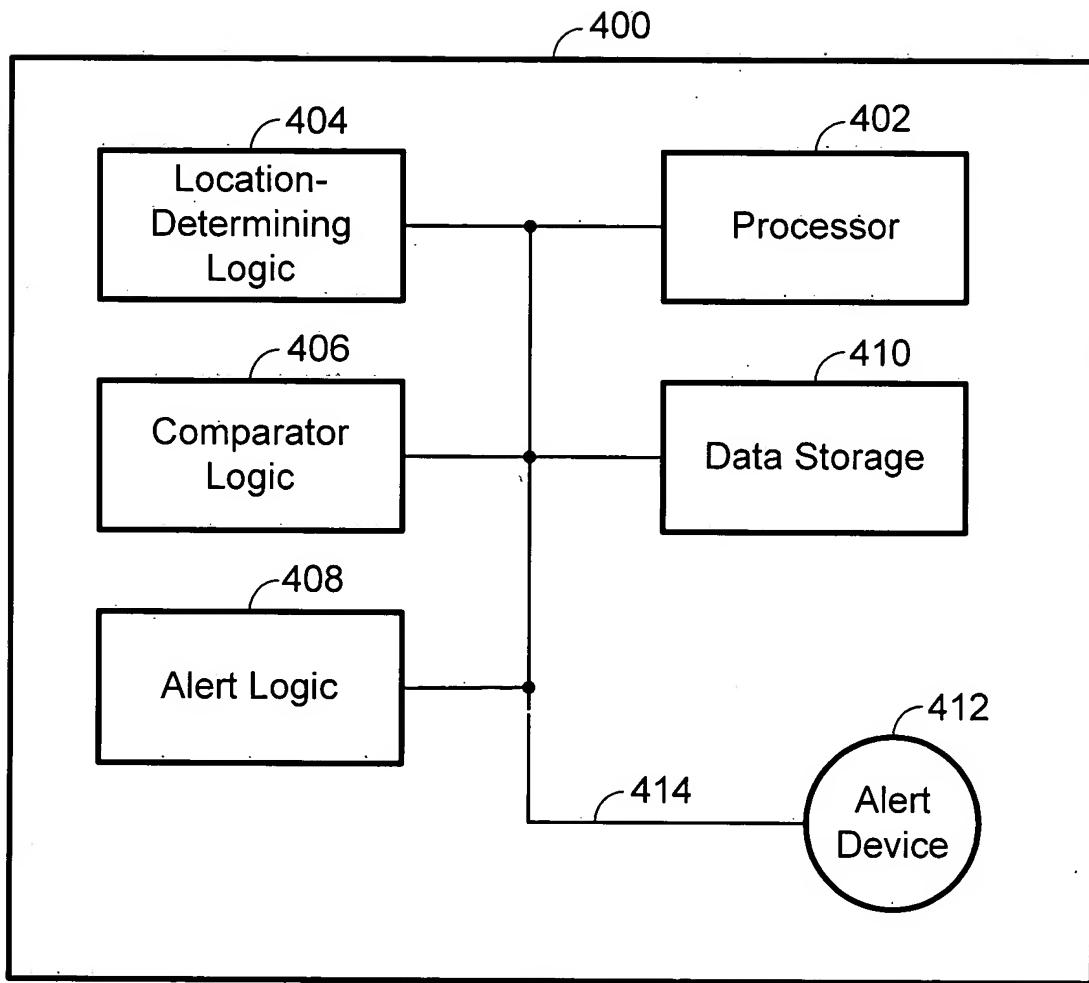 400
404
Location-
Determining
Logic
402
Processor
406
Comparator
Logic
410
Data Storage
408
Alert Logic
412
Alert
Device
414